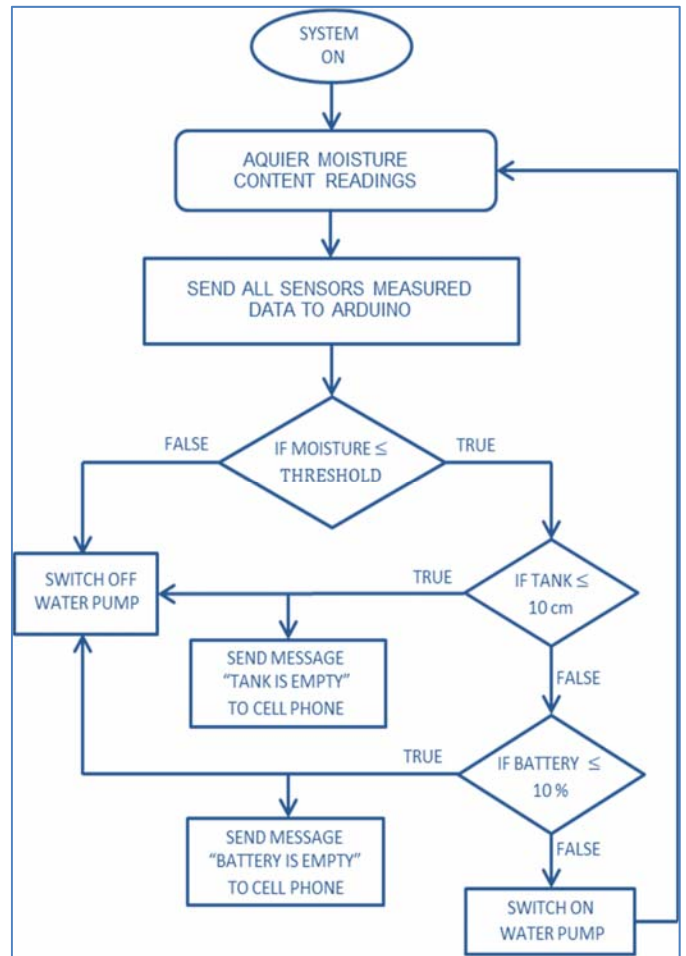 SYSTEM
ON
AQUIER MOISTURE
CONTENT READINGS
SEND ALL SENSORS MEASURED
DATA TO ARDUINO
FALSE
IF MOISTURE ≤
THRESHOLD
TRUE
SWITCH OFF
WATER PUMP
TRUE
IF TANK ≤
10 cm
SEND MESSAGE
“TANK IS EMPTY”
TO CELL PHONE
FALSE
TRUE
IF BATTERY ≤
10 %
SEND MESSAGE
“BATTERY IS EMPTY”
TO CELL PHONE
FALSE
SWITCH ON
WATER PUMP